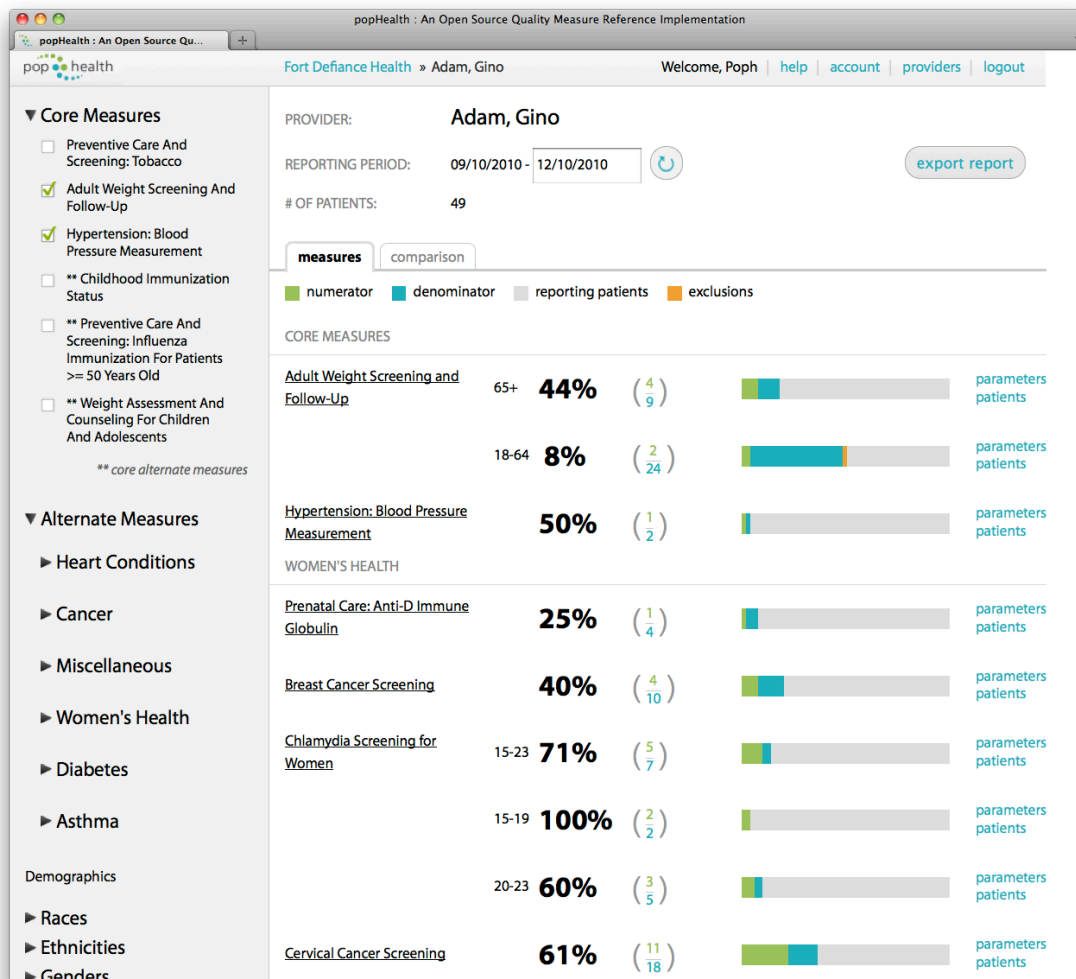 popHealth : An Open Source Quality Measure Reference Implementation
popHealth : An Open Source Qu...
pop health
Fort Defiance Health » Adam, Gino
Welcome, Poph | help | account | providers | logout
Core Measures
Preventive Care And
Screening: Tobacco
Adult Weight Screening And
Follow-Up
Hypertension: Blood
Pressure Measurement
** Childhood Immunization
Status
** Preventive Care And
Screening: Influenza
Immunization For Patients
>= 50 Years Old
** Weight Assessment And
Counseling For Children
And Adolescents
** core alternate measures
Alternate Measures
Heart Conditions
Cancer
Miscellaneous
Women's Health
Diabetes
Asthma
Demographics
Races
Ethnicities
Genders
PROVIDER: Adam, Gino
REPORTING PERIOD: 09/10/2010 - 12/10/2010
export report
# OF PATIENTS: 49
measures comparison
numerator denominator reporting patients exclusions
CORE MEASURES
Adult Weight Screening and
Follow-Up
65+ 44% (4/9)
parameters
patients
18-64 8% (2/24)
parameters
patients
Hypertension: Blood Pressure
Measurement
50% (1/2)
parameters
patients
WOMEN'S HEALTH
Prenatal Care: Anti-D Immune
Globulin
25% (1/4)
parameters
patients
Breast Cancer Screening
40% (4/10)
parameters
patients
Chlamydia Screening for
Women
15-23 71% (5/7)
parameters
patients
15-19 100% (2/2)
parameters
patients
20-23 60% (3/5)
parameters
patients
Cervical Cancer Screening
61% (11/18)
parameters
patients